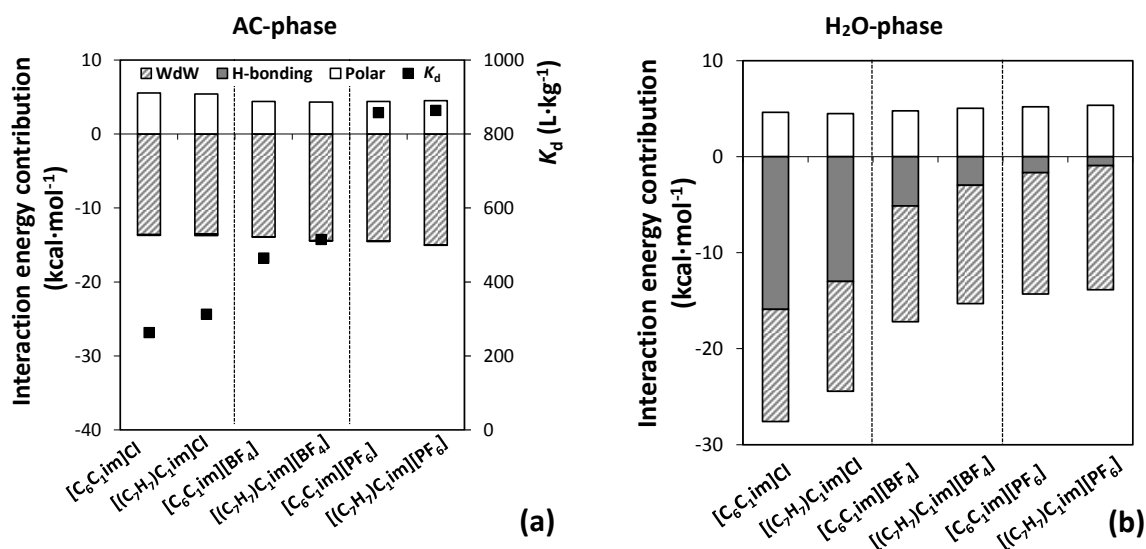 AC-phase
Interaction energy contribution
(kcal·mol⁻¹)
10
0
-10
-20
-30
-40
WdW H-bonding Polar Kd
1000
800
600
400
200
0
Kd (L·kg⁻¹)
[C₆C₁im]Cl
[(C₇H₇)C₁im]Cl
[C₆C₁im][BF₄]
[(C₇H₇)C₁im][BF₄]
[C₆C₁im][PF₆]
[(C₇H₇)C₁im][PF₆]
(a)
H₂O-phase
Interaction energy contribution
(kcal·mol⁻¹)
10
0
-10
-20
-30
[C₆C₁im]Cl
[(C₇H₇)C₁im]Cl
[C₆C₁im][BF₄]
[(C₇H₇)C₁im][BF₄]
[C₆C₁im][PF₆]
[(C₇H₇)C₁im][PF₆]
(b)